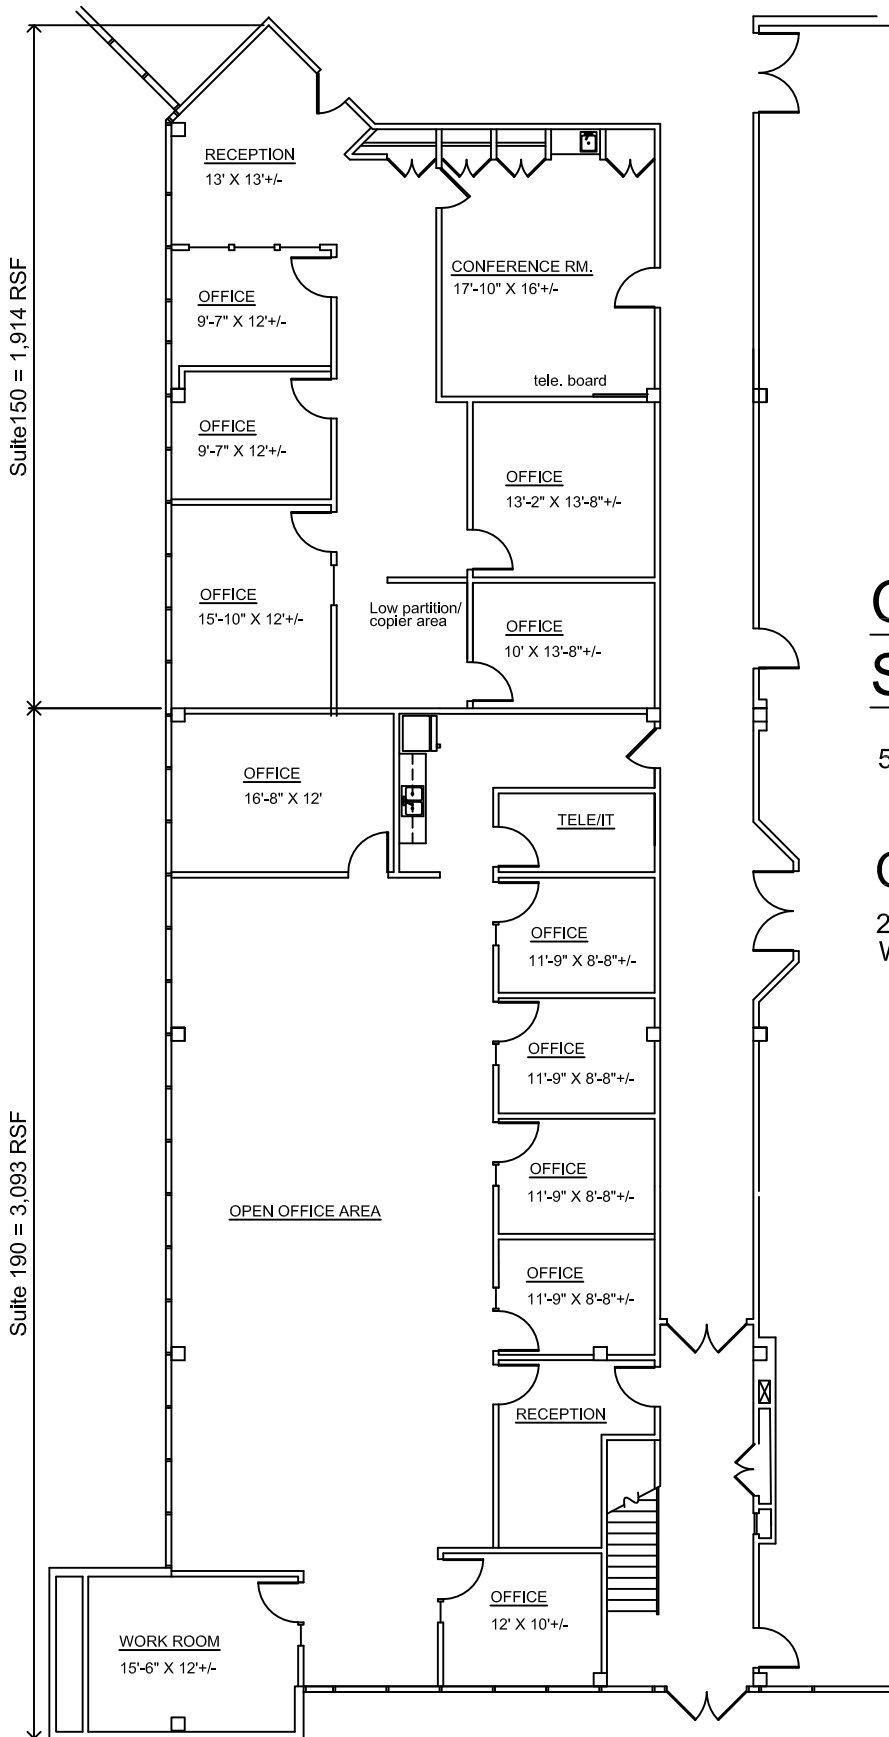 Suite150 = 1,914 RSF
RECEPTION
13' X 13'+/-
OFFICE
9'-7" X 12'+/-
CONFERENCE RM.
17'-10" X 16'+/-
tele. board
OFFICE
9'-7" X 12'+/-
OFFICE
13'-2" X 13'-8"+/-
OFFICE
15'-10" X 12'+/-
Low partition/
copier area
OFFICE
10' X 13'-8"+/-
Suite 190 = 3,093 RSF
OFFICE
16'-8" X 12'
TELE/IT
OFFICE
11'-9" X 8'-8"+/-
OFFICE
11'-9" X 8'-8"+/-
OFFICE
11'-9" X 8'-8"+/-
OPEN OFFICE AREA
OFFICE
11'-9" X 8'-8"+/-
RECEPTION
OFFICE
12' X 10'+/-
WORK ROOM
15'-6" X 12'+/-
5
2